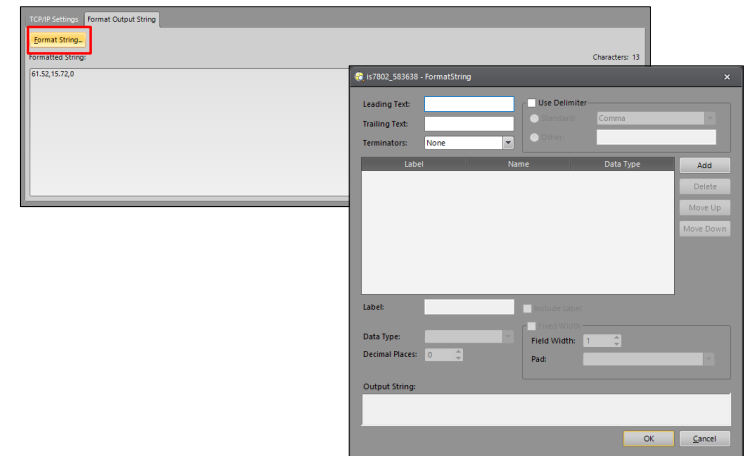 TCP/IP Settings Format Output String
Format String...
Formatted String: Characters: 13
61.52,15.72,0
is7802_583638 - FormatString
Leading Text: Use Delimiter
Standard: Comma
Trailing Text:
Other:
Terminators: None
Label Name Data Type Add
Delete
Move Up
Move Down
Label: Include Label
Fixed Width
Data Type: Field Width: 1
Decimal Places: 0 Pad:
Output String:
OK Cancel